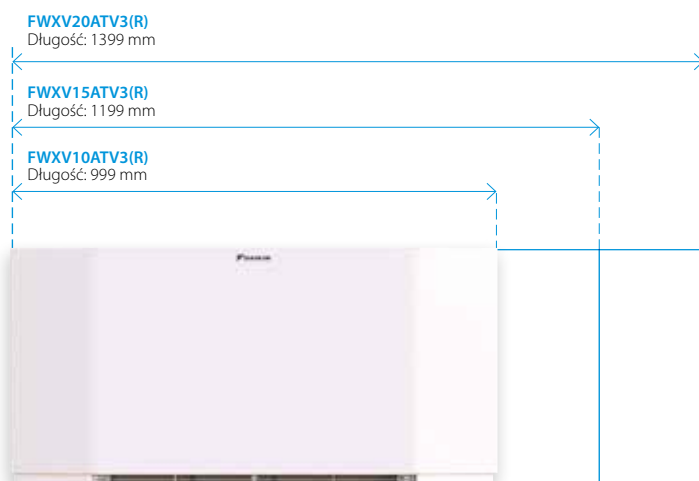 FWXV20ATV3(R)
Długość: 1399 mm
FWXV15ATV3(R)
Długość: 1199 mm
FWXV10ATV3(R)
Długość: 999 mm
DAIKIN